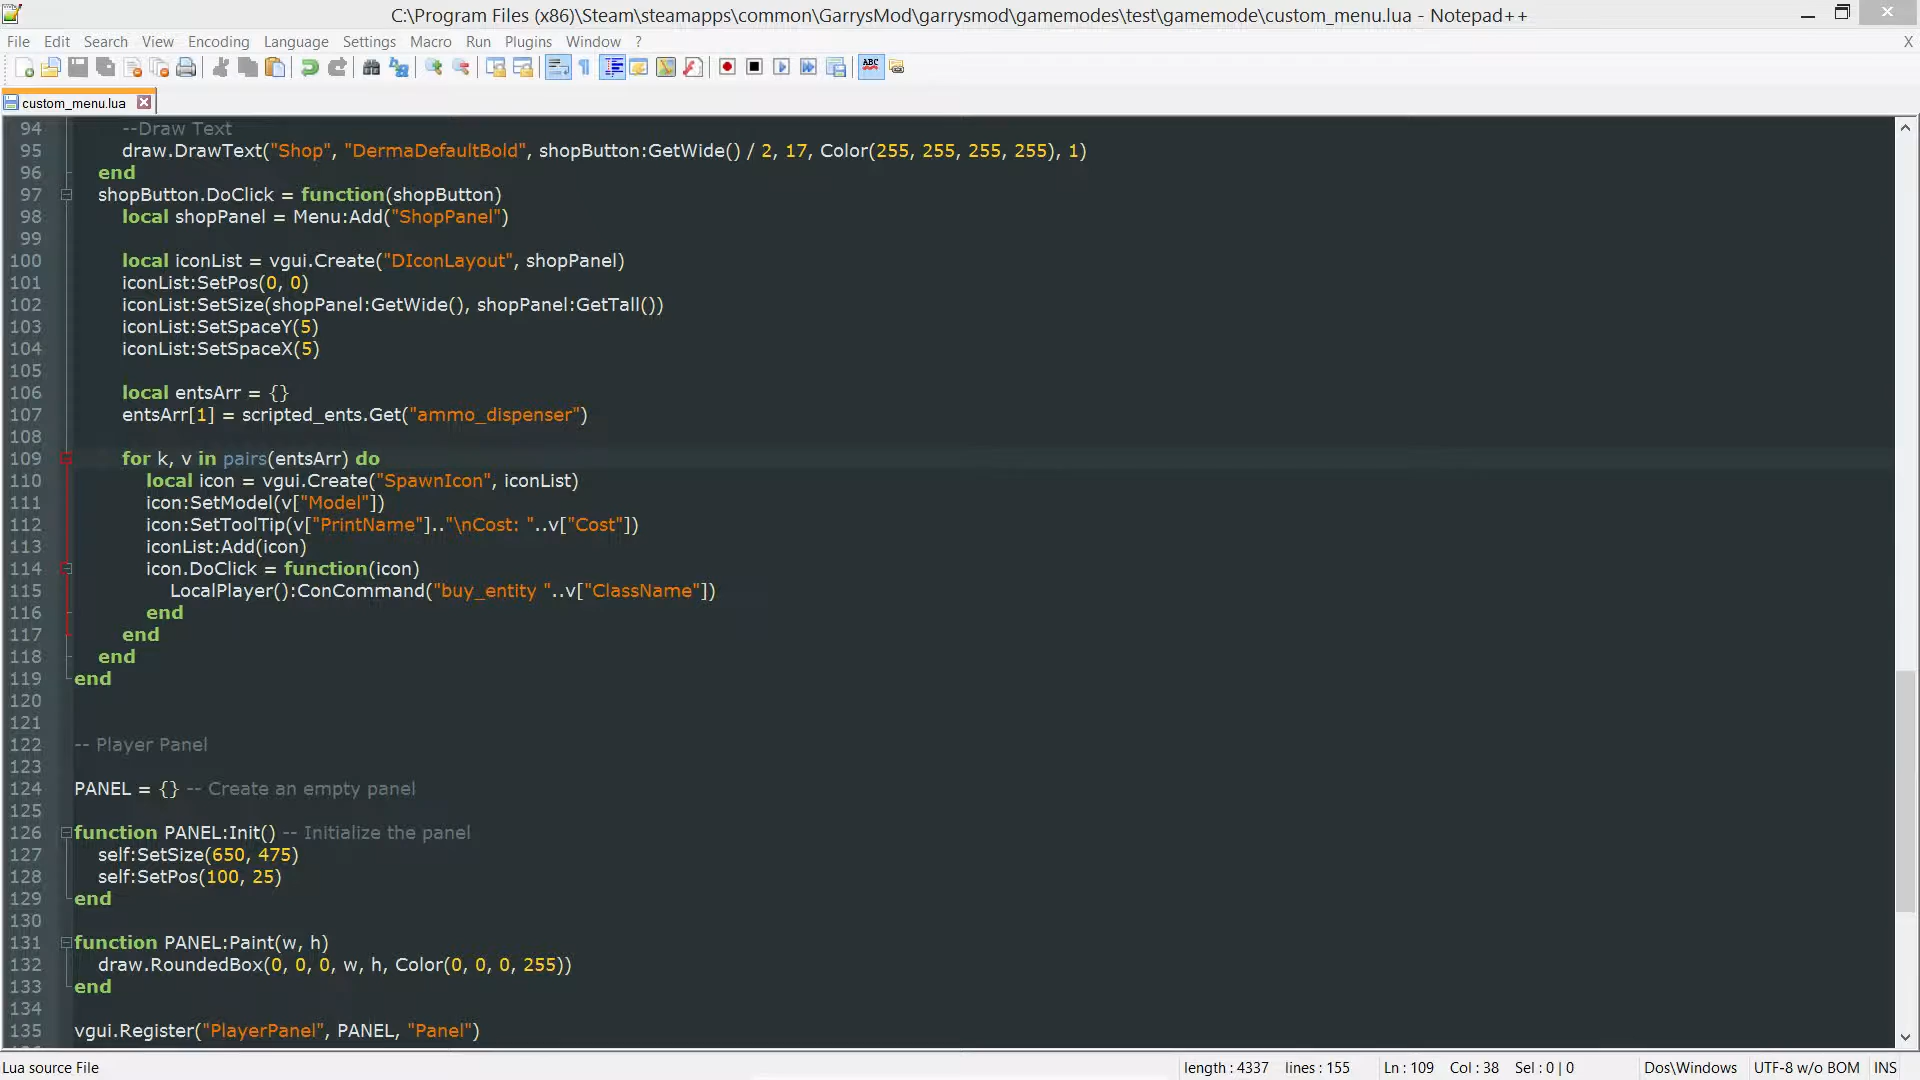 C:\Program Files (x86)\Steam\steamapps\common\GarrysMod\garrysmod\gamemodes\test\gamemode\custom_menu.lua - Notepad++
File Edit Search View Encoding Language Settings Macro Run Plugins Window ? X
ABC
custom_menu.lua
94 --Draw Text
95 draw.DrawText("Shop", "DermaDefaultBold", shopButton:GetWide() / 2, 17, Color(255, 255, 255, 255), 1)
96 end
97 shopButton.DoClick = function(shopButton)
98 local shopPanel = Menu:Add("ShopPanel")
99
100 local iconList = vgui.Create("DIconLayout", shopPanel)
101 iconList:SetPos(0, 0)
102 iconList:SetSize(shopPanel:GetWide(), shopPanel:GetTall())
103 iconList:SetSpaceY(5)
104 iconList:SetSpaceX(5)
105
106 local entsArr = {}
107 entsArr[1] = scripted_ents.Get("ammo_dispenser")
108
109 for k, v in pairs(entsArr) do
110 local icon = vgui.Create("SpawnIcon", iconList)
111 icon:SetModel(v["Model"])
112 icon:SetToolTip(v["PrintName"].."\nCost: "..v["Cost"])
113 iconList:Add(icon)
114 icon.DoClick = function(icon)
115 LocalPlayer():ConCommand("buy_entity "..v["ClassName"])
116 end
117 end
118 end
119 end
120
121
122 -- Player Panel
123
124 PANEL = {} -- Create an empty panel
125
126 function PANEL:Init() -- Initialize the panel
127 self:SetSize(650, 475)
128 self:SetPos(100, 25)
129 end
130
131 function PANEL:Paint(w, h)
132 draw.RoundedBox(0, 0, 0, w, h, Color(0, 0, 0, 255))
133 end
134
135 vgui.Register("PlayerPanel", PANEL, "Panel")
Lua source File length : 4337 lines : 155 Ln : 109 Col : 38 Sel : 0 | 0 Dos\Windows UTF-8 w/o BOM INS